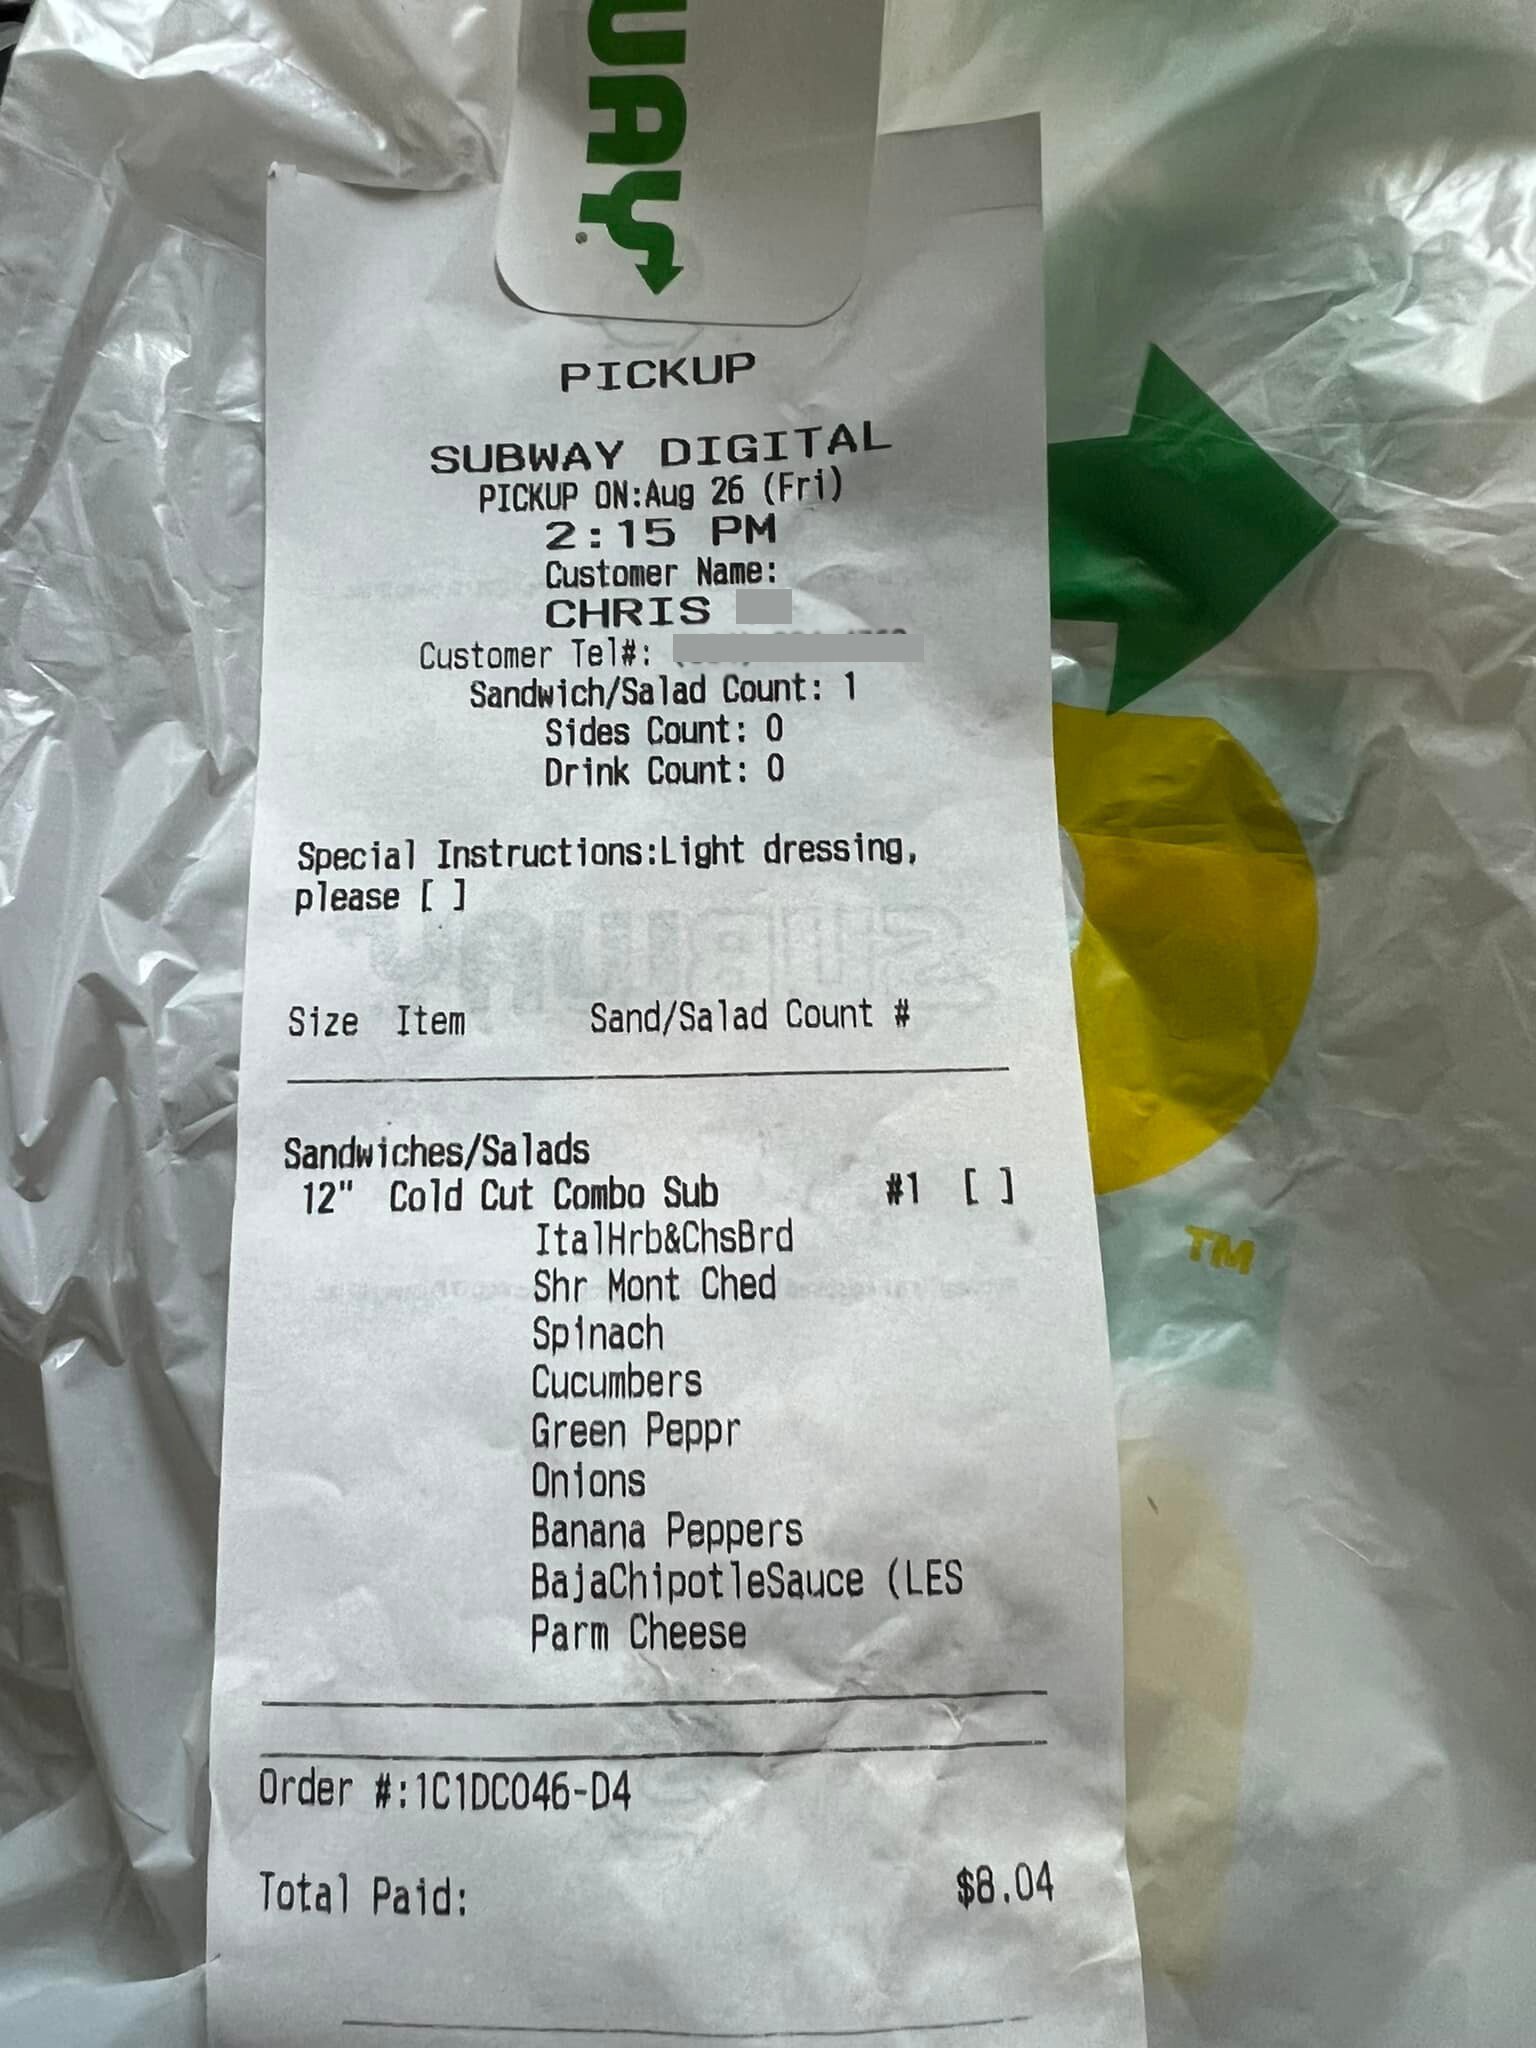 WAY
PICKUP
SUBWAY DIGITAL
PICKUP ON:Aug 26 (Fri)
2:15 PM
Customer Name:
CHRIS
Customer Tel#:
Sandwich/Salad Count: 1
Sides Count: 0
Drink Count: 0
Special Instructions:Light dressing,
please [ ]
Size Item Sand/Salad Count #
Sandwiches/Salads
12" Cold Cut Combo Sub #1 [ ]
ItalHrb&ChsBrd
Shr Mont Ched
Spinach
Cucumbers
Green Peppr
Onions
Banana Peppers
BajaChipotleSauce (LES
Parm Cheese
Order #:1C1DC046-D4
Total Paid: $8.04
TM